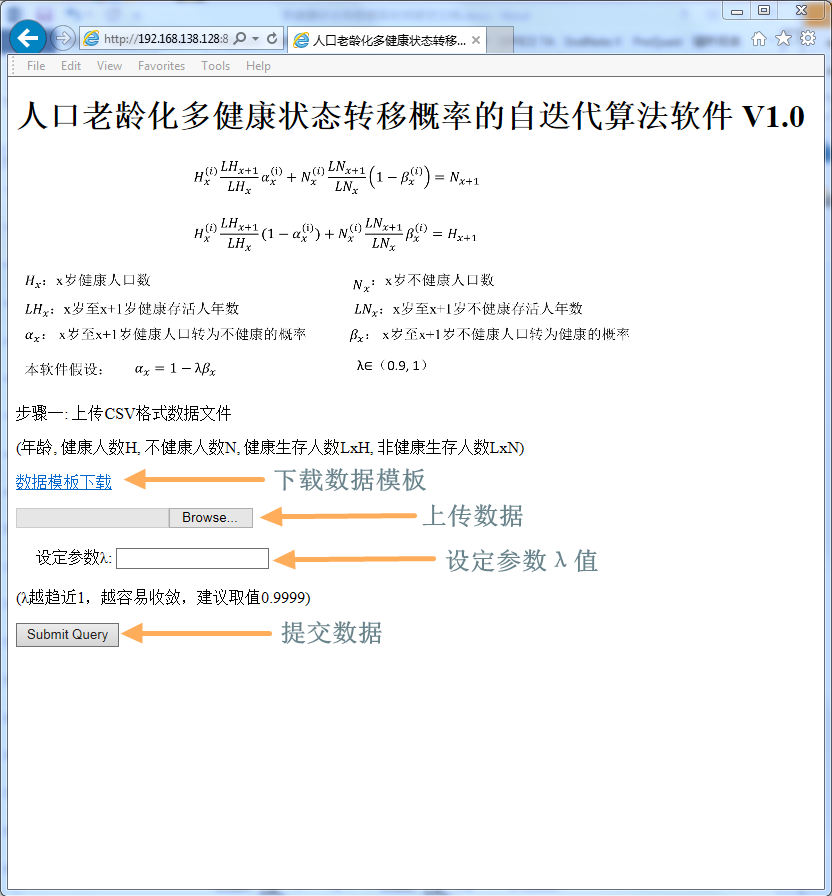 http://192.168.138.128:8
人口老龄化多健康状态转移...
File Edit View Favorites Tools Help
人口老龄化多健康状态转移概率的自迭代算法软件 V1.0
H_x^{(i)} \frac{LH_{x+1}}{LH_x} α_x^{(i)} + N_x^{(i)} \frac{LN_{x+1}}{LN_x} (1 − β_x^{(i)}) = N_{x+1}
H_x^{(i)} \frac{LH_{x+1}}{LH_x} (1 − α_x^{(i)}) + N_x^{(i)} \frac{LN_{x+1}}{LN_x} β_x^{(i)} = H_{x+1}
H_x：x岁健康人口数 N_x：x岁不健康人口数
LH_x：x岁至x+1岁健康存活人年数 LN_x：x岁至x+1岁不健康存活人年数
α_x： x岁至x+1岁健康人口转为不健康的概率 β_x： x岁至x+1岁不健康人口转为健康的概率
本软件假设： α_x = 1 − λβ_x λ∈（0.9, 1）
步骤一: 上传CSV格式数据文件
(年龄, 健康人数H, 不健康人数N, 健康生存人数LxH, 非健康生存人数LxN)
数据模板下载 下载数据模板
Browse... 上传数据
设定参数λ: 设定参数 λ 值
(λ越趋近1，越容易收敛，建议取值0.9999)
Submit Query 提交数据